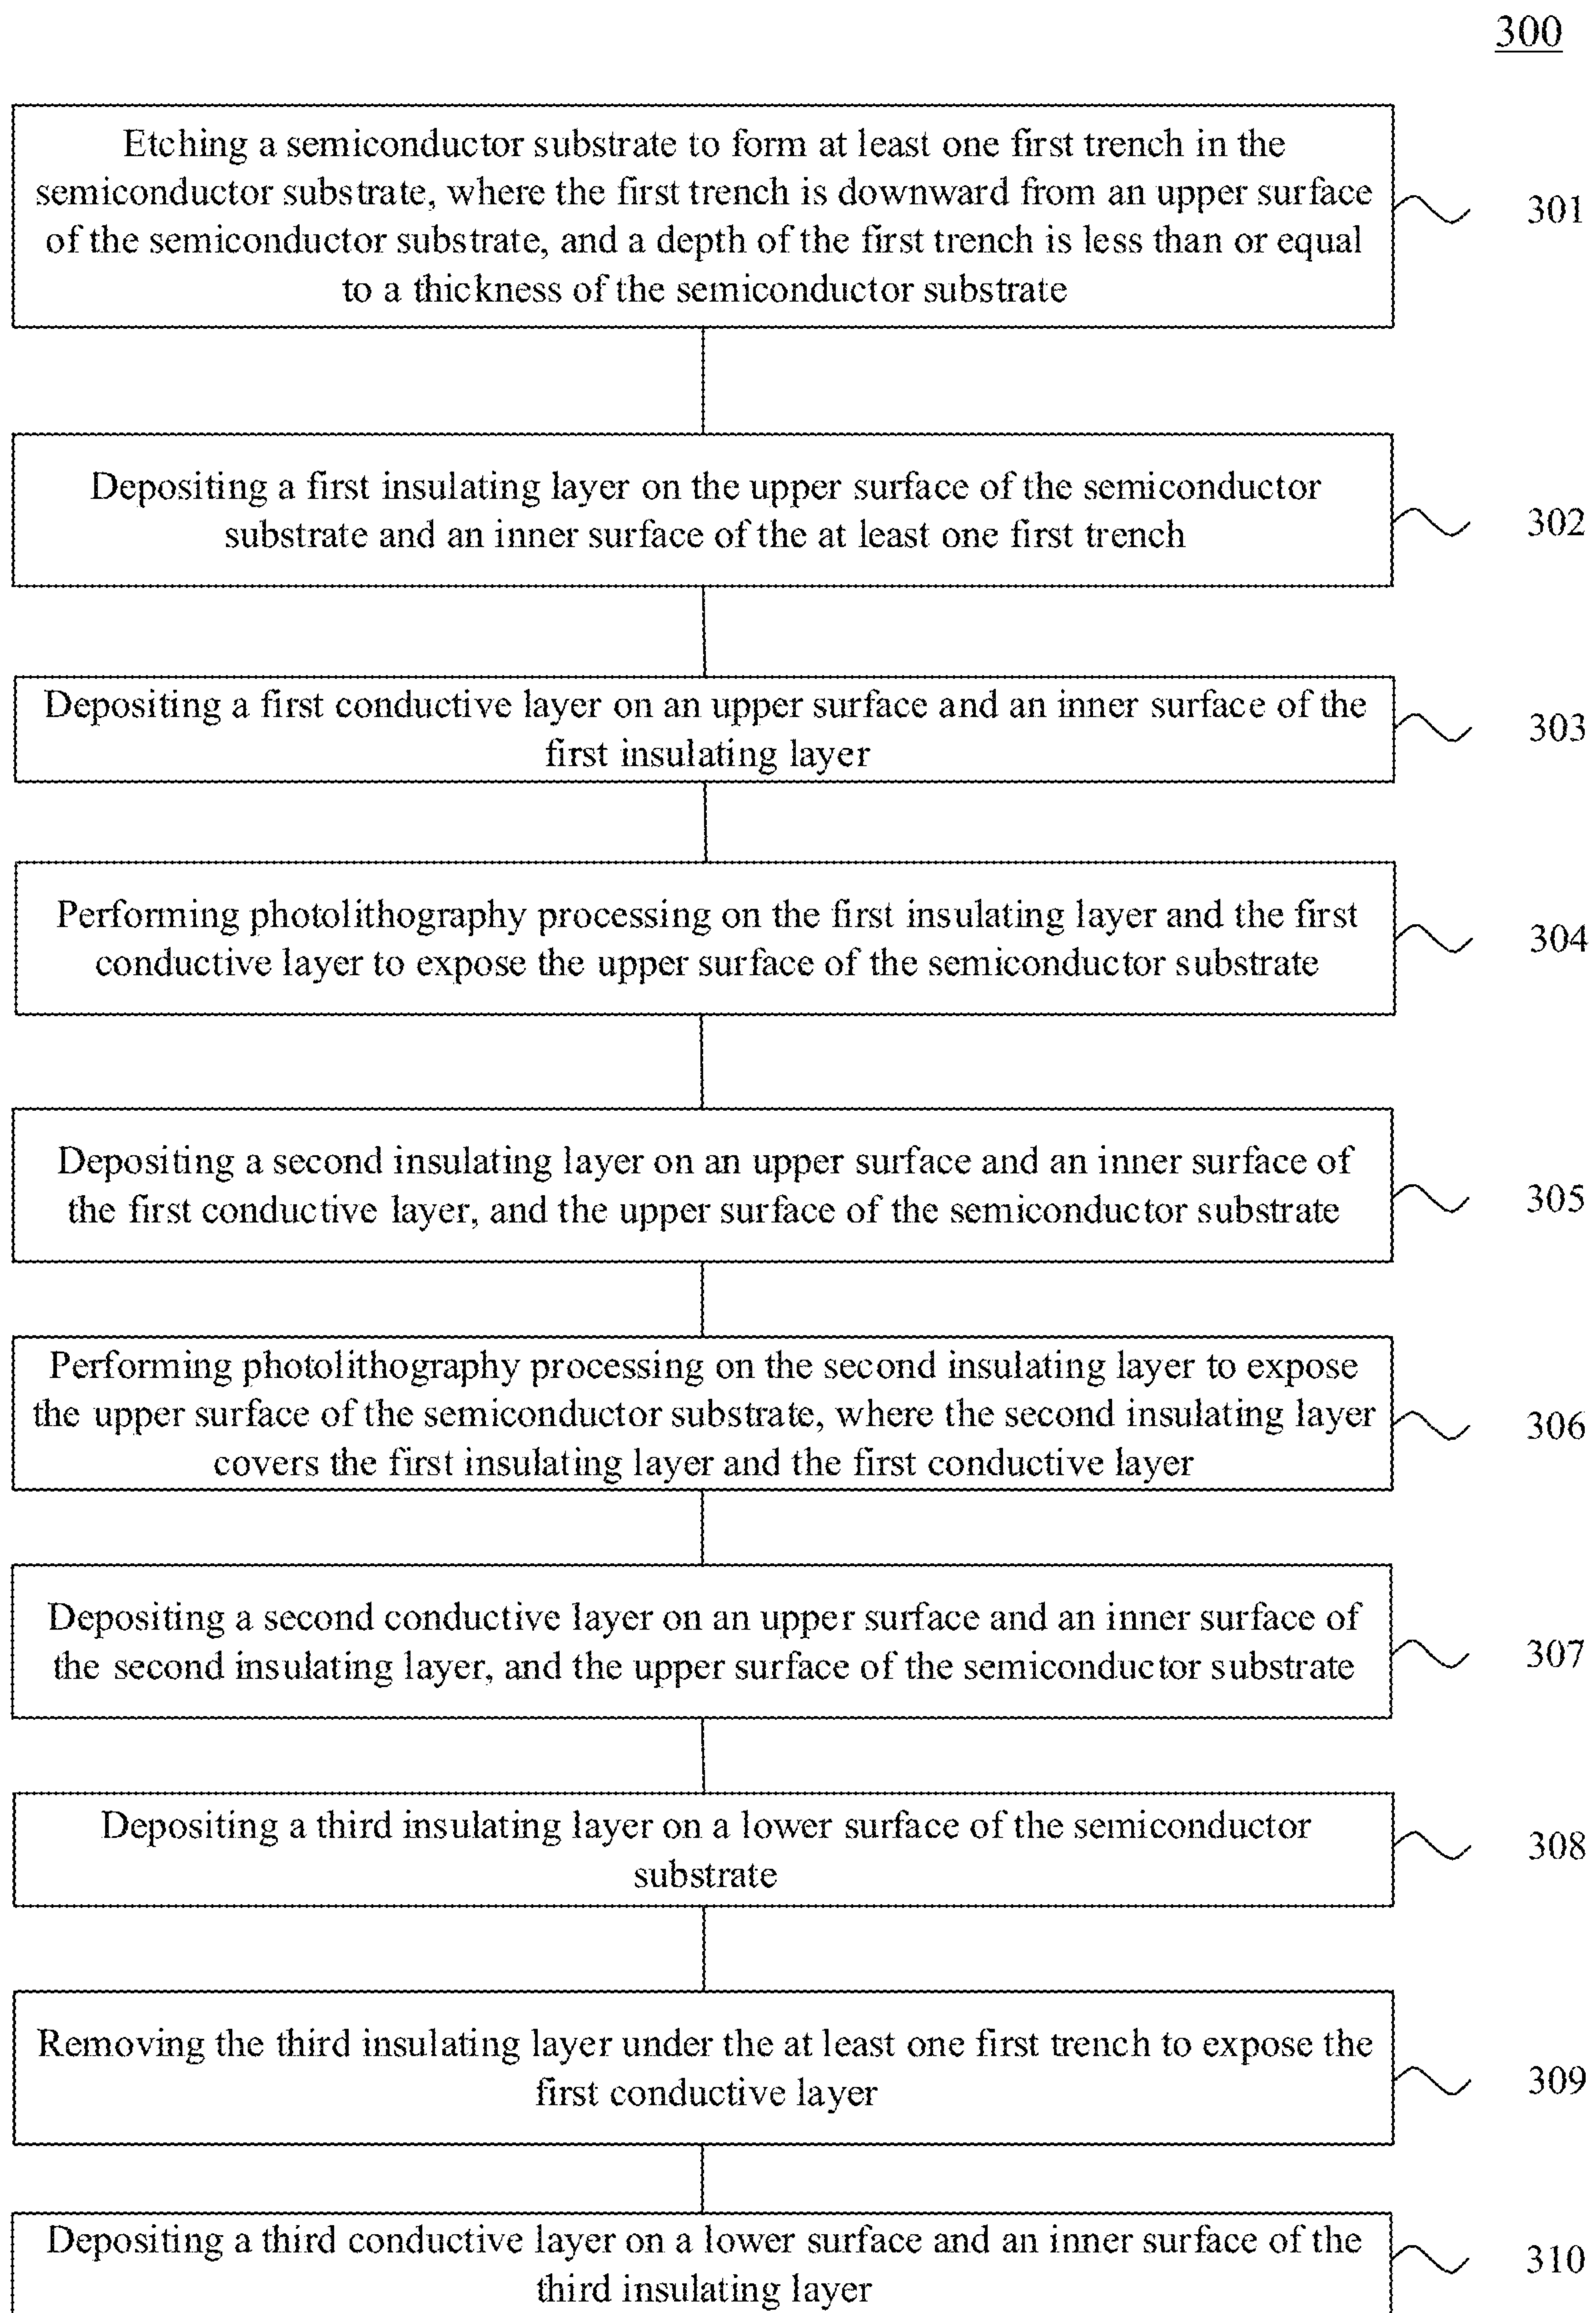 300
Etching a semiconductor substrate to form at least one first trench in the
semiconductor substrate, where the first trench is downward from an upper surface
of the semiconductor substrate, and a depth of the first trench is less than or equal
to a thickness of the semiconductor substrate
301
Depositing a first insulating layer on the upper surface of the semiconductor
substrate and an inner surface of the at least one first trench
302
Depositing a first conductive layer on an upper surface and an inner surface of the
first insulating layer
303
Performing photolithography processing on the first insulating layer and the first
conductive layer to expose the upper surface of the semiconductor substrate
304
Depositing a second insulating layer on an upper surface and an inner surface of
the first conductive layer, and the upper surface of the semiconductor substrate
305
Performing photolithography processing on the second insulating layer to expose
the upper surface of the semiconductor substrate, where the second insulating layer
covers the first insulating layer and the first conductive layer
306
Depositing a second conductive layer on an upper surface and an inner surface of
the second insulating layer, and the upper surface of the semiconductor substrate
307
Depositing a third insulating layer on a lower surface of the semiconductor
substrate
308
Removing the third insulating layer under the at least one first trench to expose the
first conductive layer
309
Depositing a third conductive layer on a lower surface and an inner surface of the
third insulating layer
310